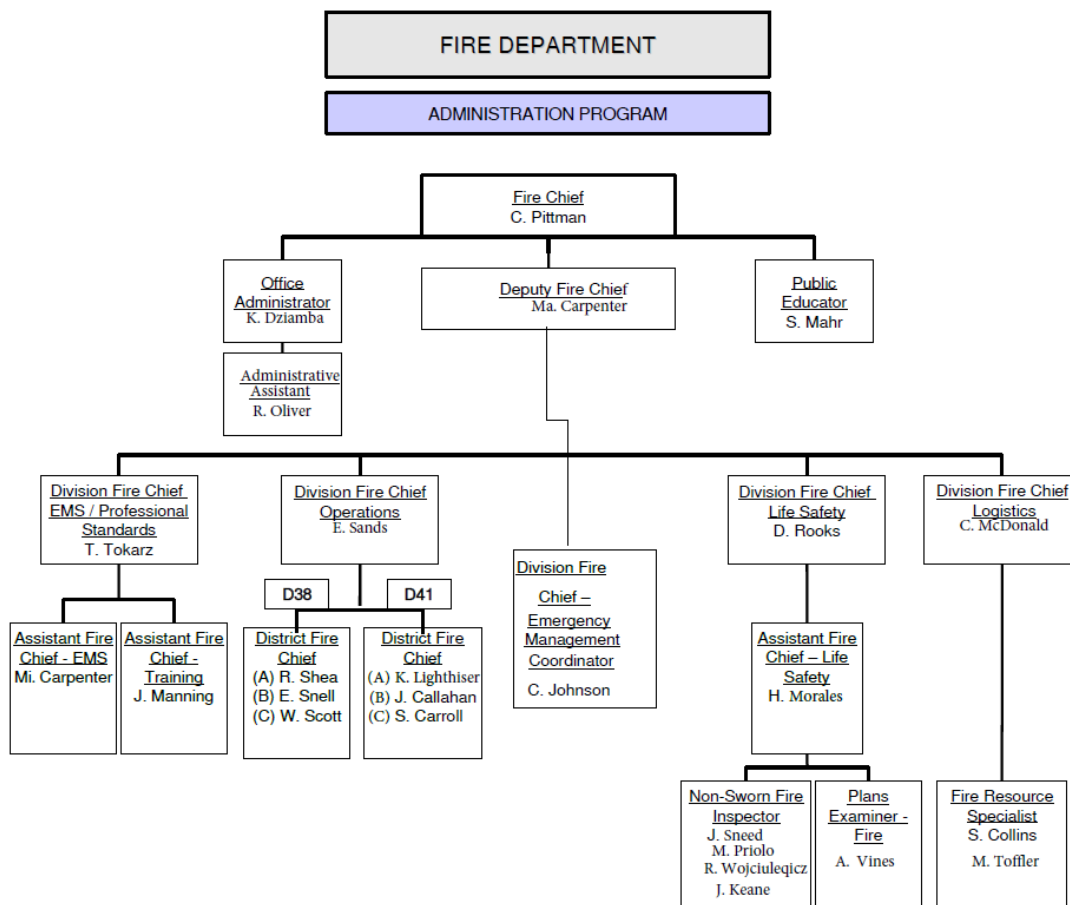 FIRE DEPARTMENT
ADMINISTRATION PROGRAM
Fire Chief
C. Pittman
Office
Administrator
K. Dziamba
Deputy Fire Chief
Ma. Carpenter
Public
Educator
S. Mahr
Administrative
Assistant
R. Oliver
Division Fire Chief
EMS / Professional
Standards
T. Tokarz
Division Fire Chief
Operations
E. Sands
Division Fire Chief
Life Safety
D. Rooks
Division Fire Chief
Logistics
C. McDonald
D38
D41
Division Fire
Chief –
Emergency
Management
Coordinator
C. Johnson
Assistant Fire
Chief - EMS
Mi. Carpenter
Assistant Fire
Chief -
Training
J. Manning
District Fire
Chief
(A) R. Shea
(B) E. Snell
(C) W. Scott
District Fire
Chief
(A) K. Lighthiser
(B) J. Callahan
(C) S. Carroll
Assistant Fire
Chief – Life
Safety
H. Morales
Non-Sworn Fire
Inspector
J. Sneed
M. Priolo
R. Wojciuleqicz
J. Keane
Plans
Examiner -
Fire
A. Vines
Fire Resource
Specialist
S. Collins
M. Toffler